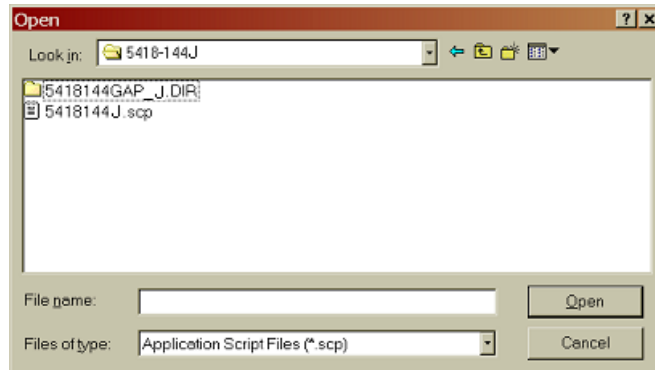 Open
Look in: 5418-144J
5418144GAP_J.DIR
5418144J.scp
File name: Open
Files of type: Application Script Files (*.scp) Cancel